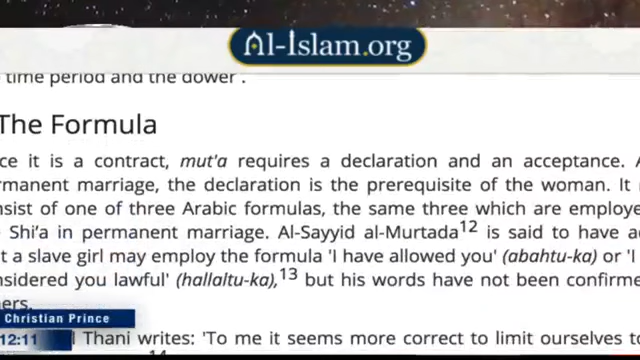 Al-Islam.org
time period and the dower'.
The Formula
ce it is a contract, mut'a requires a declaration and an acceptance. A
rmanent marriage, the declaration is the prerequisite of the woman. It
nsist of one of three Arabic formulas, the same three which are employe
Shi'a in permanent marriage. Al-Sayyid al-Murtada12 is said to have a
t a slave girl may employ the formula 'I have allowed you' (abahtu-ka) or 'I
nsidered you lawful' (hallaltu-ka),13 but his words have not been confirme
ers.
Christian Prince
12:11 Thani writes: 'To me it seems more correct to limit ourselves to
14